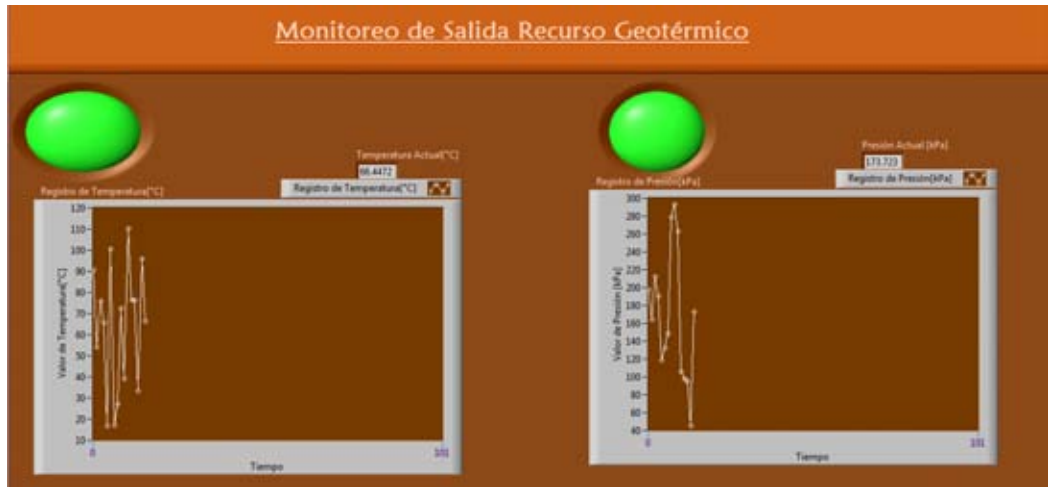 Monitoreo de Salida Recurso Geotérmico
Temperatura Actual[°C]
66.4472
Registro de Temperatura[°C]
Registro de Temperatura[°C]
120
110
100
90
80
70
60
50
40
30
20
10
Valor de Temperatura[°C]
0
101
Tiempo
Presión Actual [kPa]
173.723
Registro de Presión[kPa]
Registro de Presión[kPa]
300
280
260
240
220
200
180
160
140
120
100
80
60
40
Valor de Presión [kPa]
0
101
Tiempo